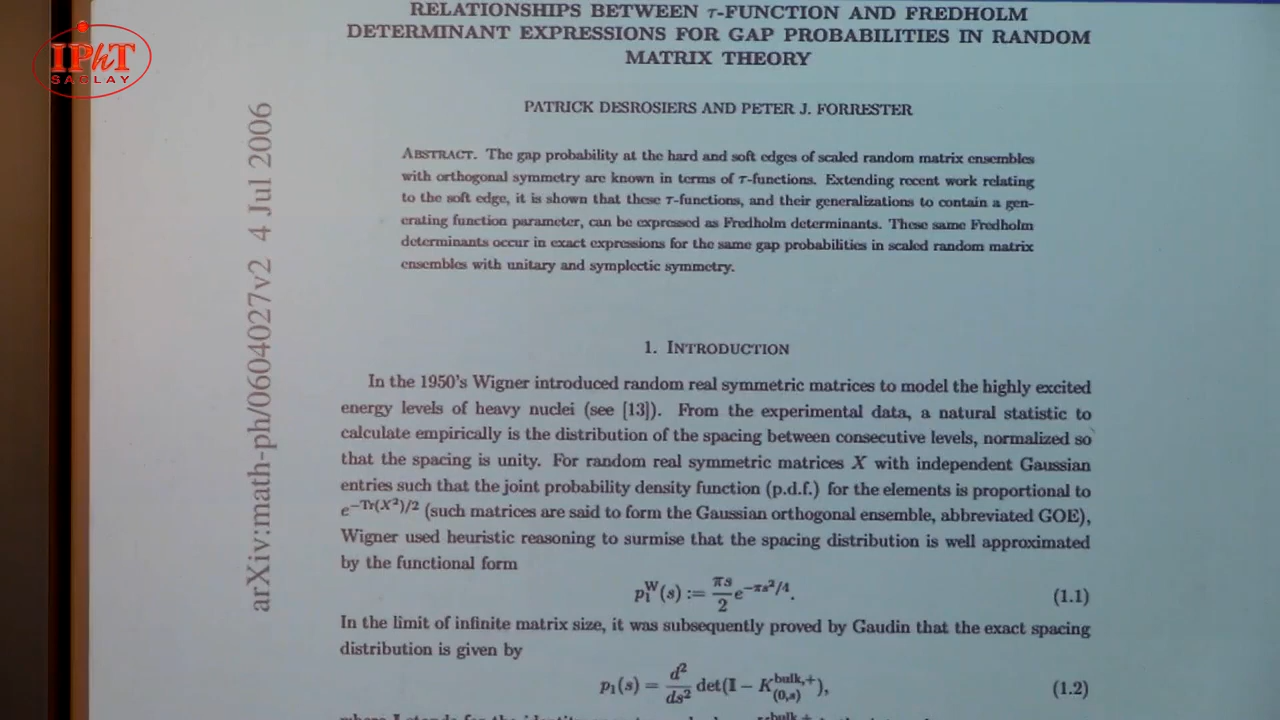 IPhT
SACLAY
RELATIONSHIPS BETWEEN τ-FUNCTION AND FREDHOLM
DETERMINANT EXPRESSIONS FOR GAP PROBABILITIES IN RANDOM
MATRIX THEORY
PATRICK DESROSIERS AND PETER J. FORRESTER
ABSTRACT. The gap probability at the hard and soft edges of scaled random matrix ensembles
with orthogonal symmetry are known in terms of τ-functions. Extending recent work relating
to the soft edge, it is shown that these τ-functions, and their generalizations to contain a gen-
erating function parameter, can be expressed as Fredholm determinants. These same Fredholm
determinants occur in exact expressions for the same gap probabilities in scaled random matrix
ensembles with unitary and symplectic symmetry.
arXiv:math-ph/0604027v2 4 Jul 2006
1. INTRODUCTION
In the 1950's Wigner introduced random real symmetric matrices to model the highly excited
energy levels of heavy nuclei (see [13]). From the experimental data, a natural statistic to
calculate empirically is the distribution of the spacing between consecutive levels, normalized so
that the spacing is unity. For random real symmetric matrices X with independent Gaussian
entries such that the joint probability density function (p.d.f.) for the elements is proportional to
e^{-Tr(X^2)/2} (such matrices are said to form the Gaussian orthogonal ensemble, abbreviated GOE),
Wigner used heuristic reasoning to surmise that the spacing distribution is well approximated
by the functional form
p_1^W(s) := πs/2 e^{-πs^2/4}. (1.1)
In the limit of infinite matrix size, it was subsequently proved by Gaudin that the exact spacing
distribution is given by
p_1(s) = d^2/ds^2 det(I − K_{(0,s)}^{bulk,+}), (1.2)